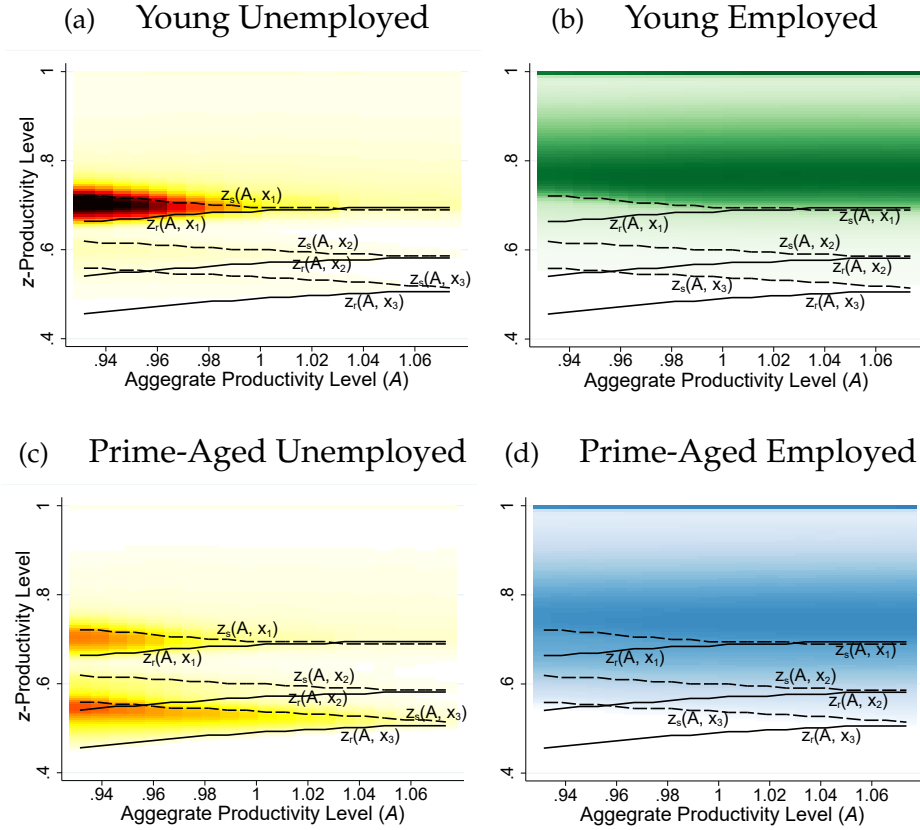 (a) Young Unemployed
z-Productivity Level
1
.8
.6
.4
zs(A, x1)
zr(A, x1)
zs(A, x2)
zr(A, x2)
zs(A, x3)
zr(A, x3)
.94 .96 .98 1 1.02 1.04 1.06
Aggegrate Productivity Level (A)
(b) Young Employed
1
.8
.6
.4
zs(A, x1)
zr(A, x1)
zs(A, x2)
zr(A, x2)
zs(A, x3)
zr(A, x3)
.94 .96 .98 1 1.02 1.04 1.06
Aggegrate Productivity Level (A)
(c) Prime-Aged Unemployed
z-Productivity Level
1
.8
.6
.4
zs(A, x1)
zr(A, x1)
zs(A, x2)
zr(A, x2)
zs(A, x3)
zr(A, x3)
.94 .96 .98 1 1.02 1.04 1.06
Aggegrate Productivity Level (A)
(d) Prime-Aged Employed
1
.8
.6
.4
zs(A, x1)
zr(A, x1)
zs(A, x2)
zr(A, x2)
zs(A, x3)
zr(A, x3)
.94 .96 .98 1 1.02 1.04 1.06
Aggegrate Productivity Level (A)